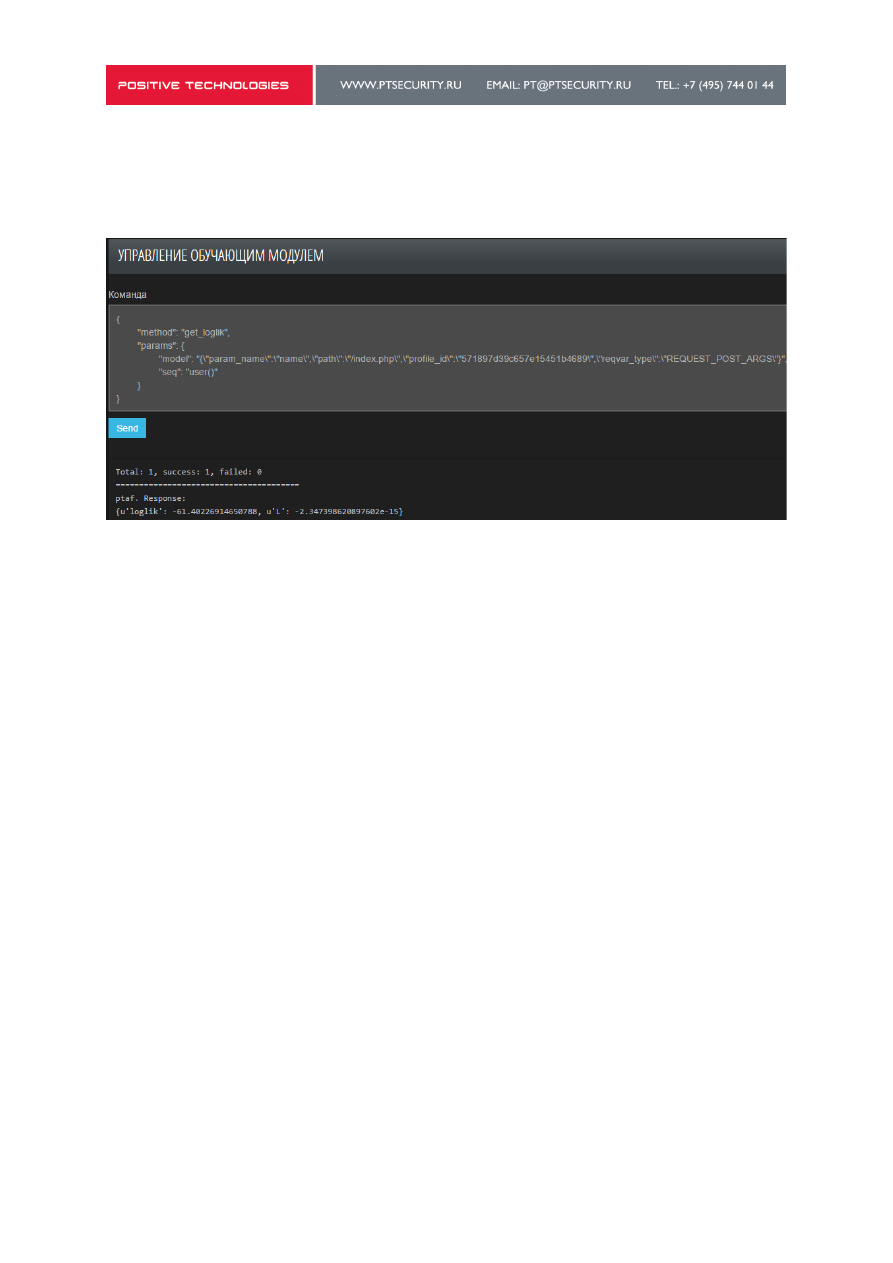 POSITIVE TECHNOLOGIES WWW.PTSECURITY.RU EMAIL: PT@PTSECURITY.RU TEL.: +7 (495) 744 01 44
УПРАВЛЕНИЕ ОБУЧАЮЩИМ МОДУЛЕМ
Команда
{
"method": "get_loglik",
"params": {
"model": "{\"param_name\":\"name\",\"path\":\"/index.php\",\"profile_id\":\"571897d39c657e15451b4689\",\"reqvar_type\":\"REQUEST_POST_ARGS\"}",
"seq": "user()"
}
}
Send
Total: 1, success: 1, failed: 0
=======================================
ptaf. Response:
{u'loglik': -61.40226914650788, u'L': -2.347398620897602e-15}